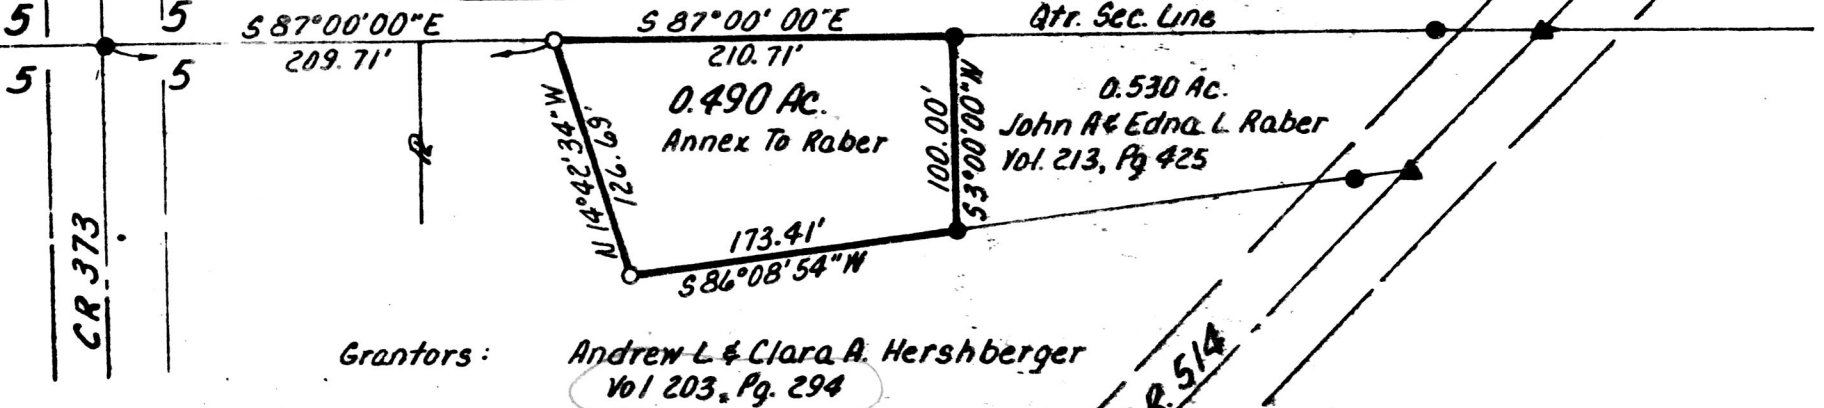 5 5
5 5
S 87°00'00"E
209.71'
S 87°00'00"E
210.71'
Qtr. Sec. Line
0.490 Ac.
Annex To Raber
N 14°42'34"W
126.69'
100.00'
S3°00'00"W
0.530 Ac.
John A & Edna L Raber
Vol. 213, Pg 425
173.41'
S86°08'54"W
CR 373
Grantors: Andrew L & Clara A. Hershberger
Vol 203, Pg. 294
R. 514